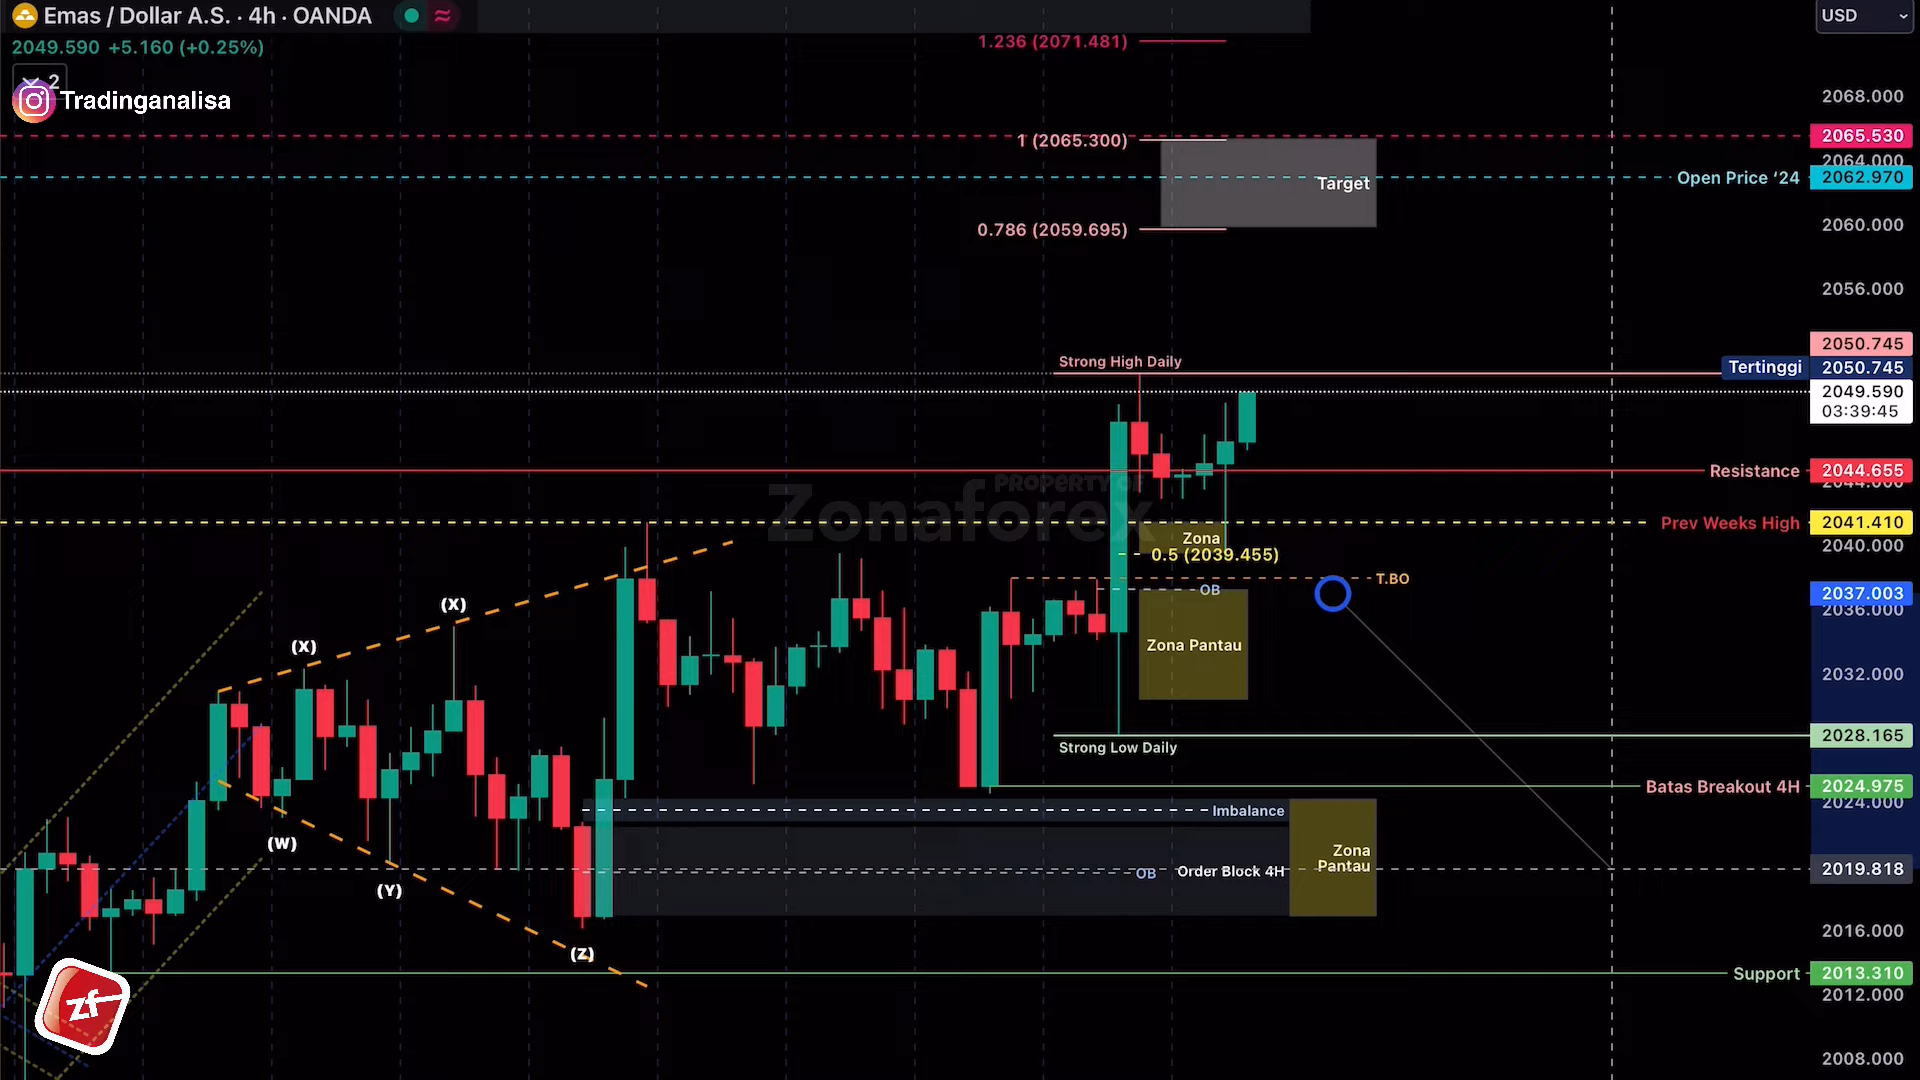 Emas / Dollar A.S. · 4h · OANDA
USD
2049.590 +5.160 (+0.25%)
1.236 (2071.481)
2
Tradinganalisa
2068.000
1 (2065.300)
2065.530
2064.000
Target
Open Price ‘24
2062.970
0.786 (2059.695)
2060.000
2056.000
2050.745
Strong High Daily
Tertinggi
2050.745
2049.590
03:39:45
Resistance
2044.655
2044.000
PROPERTY OF
Zonaforex
Prev Weeks High
2041.410
Zona
2040.000
0.5 (2039.455)
T.BO
OB
2037.003
2036.000
(X)
(X)
Zona Pantau
2032.000
Strong Low Daily
2028.165
Batas Breakout 4H
2024.975
2024.000
Imbalance
(W)
Zona
Pantau
OB
Order Block 4H
2019.818
(Y)
2016.000
(Z)
Support
2013.310
2012.000
zf
2008.000